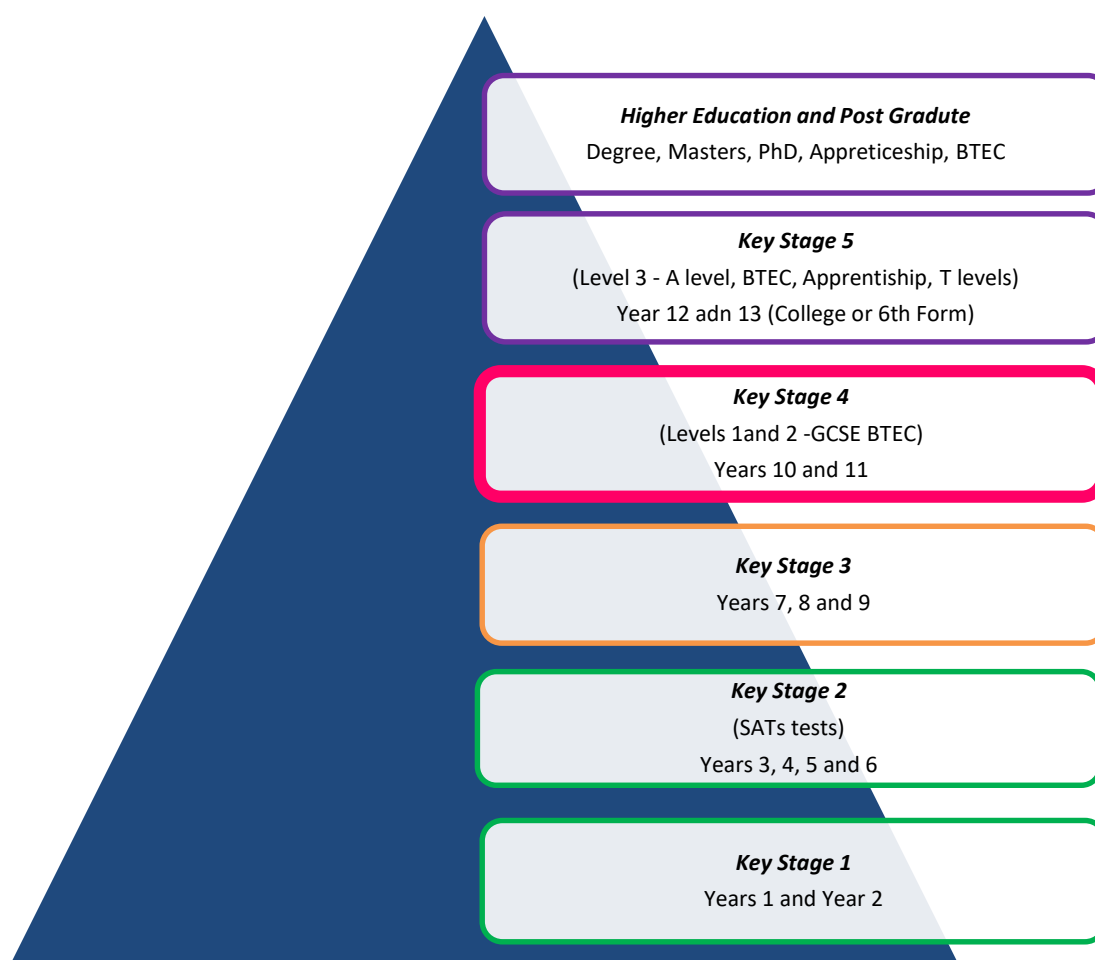 Higher Education and Post Gradute
Degree, Masters, PhD, Appreticeship, BTEC
Key Stage 5
(Level 3 - A level, BTEC, Apprentiship, T levels)
Year 12 adn 13 (College or 6th Form)
Key Stage 4
(Levels 1and 2 -GCSE BTEC)
Years 10 and 11
Key Stage 3
Years 7, 8 and 9
Key Stage 2
(SATs tests)
Years 3, 4, 5 and 6
Key Stage 1
Years 1 and Year 2